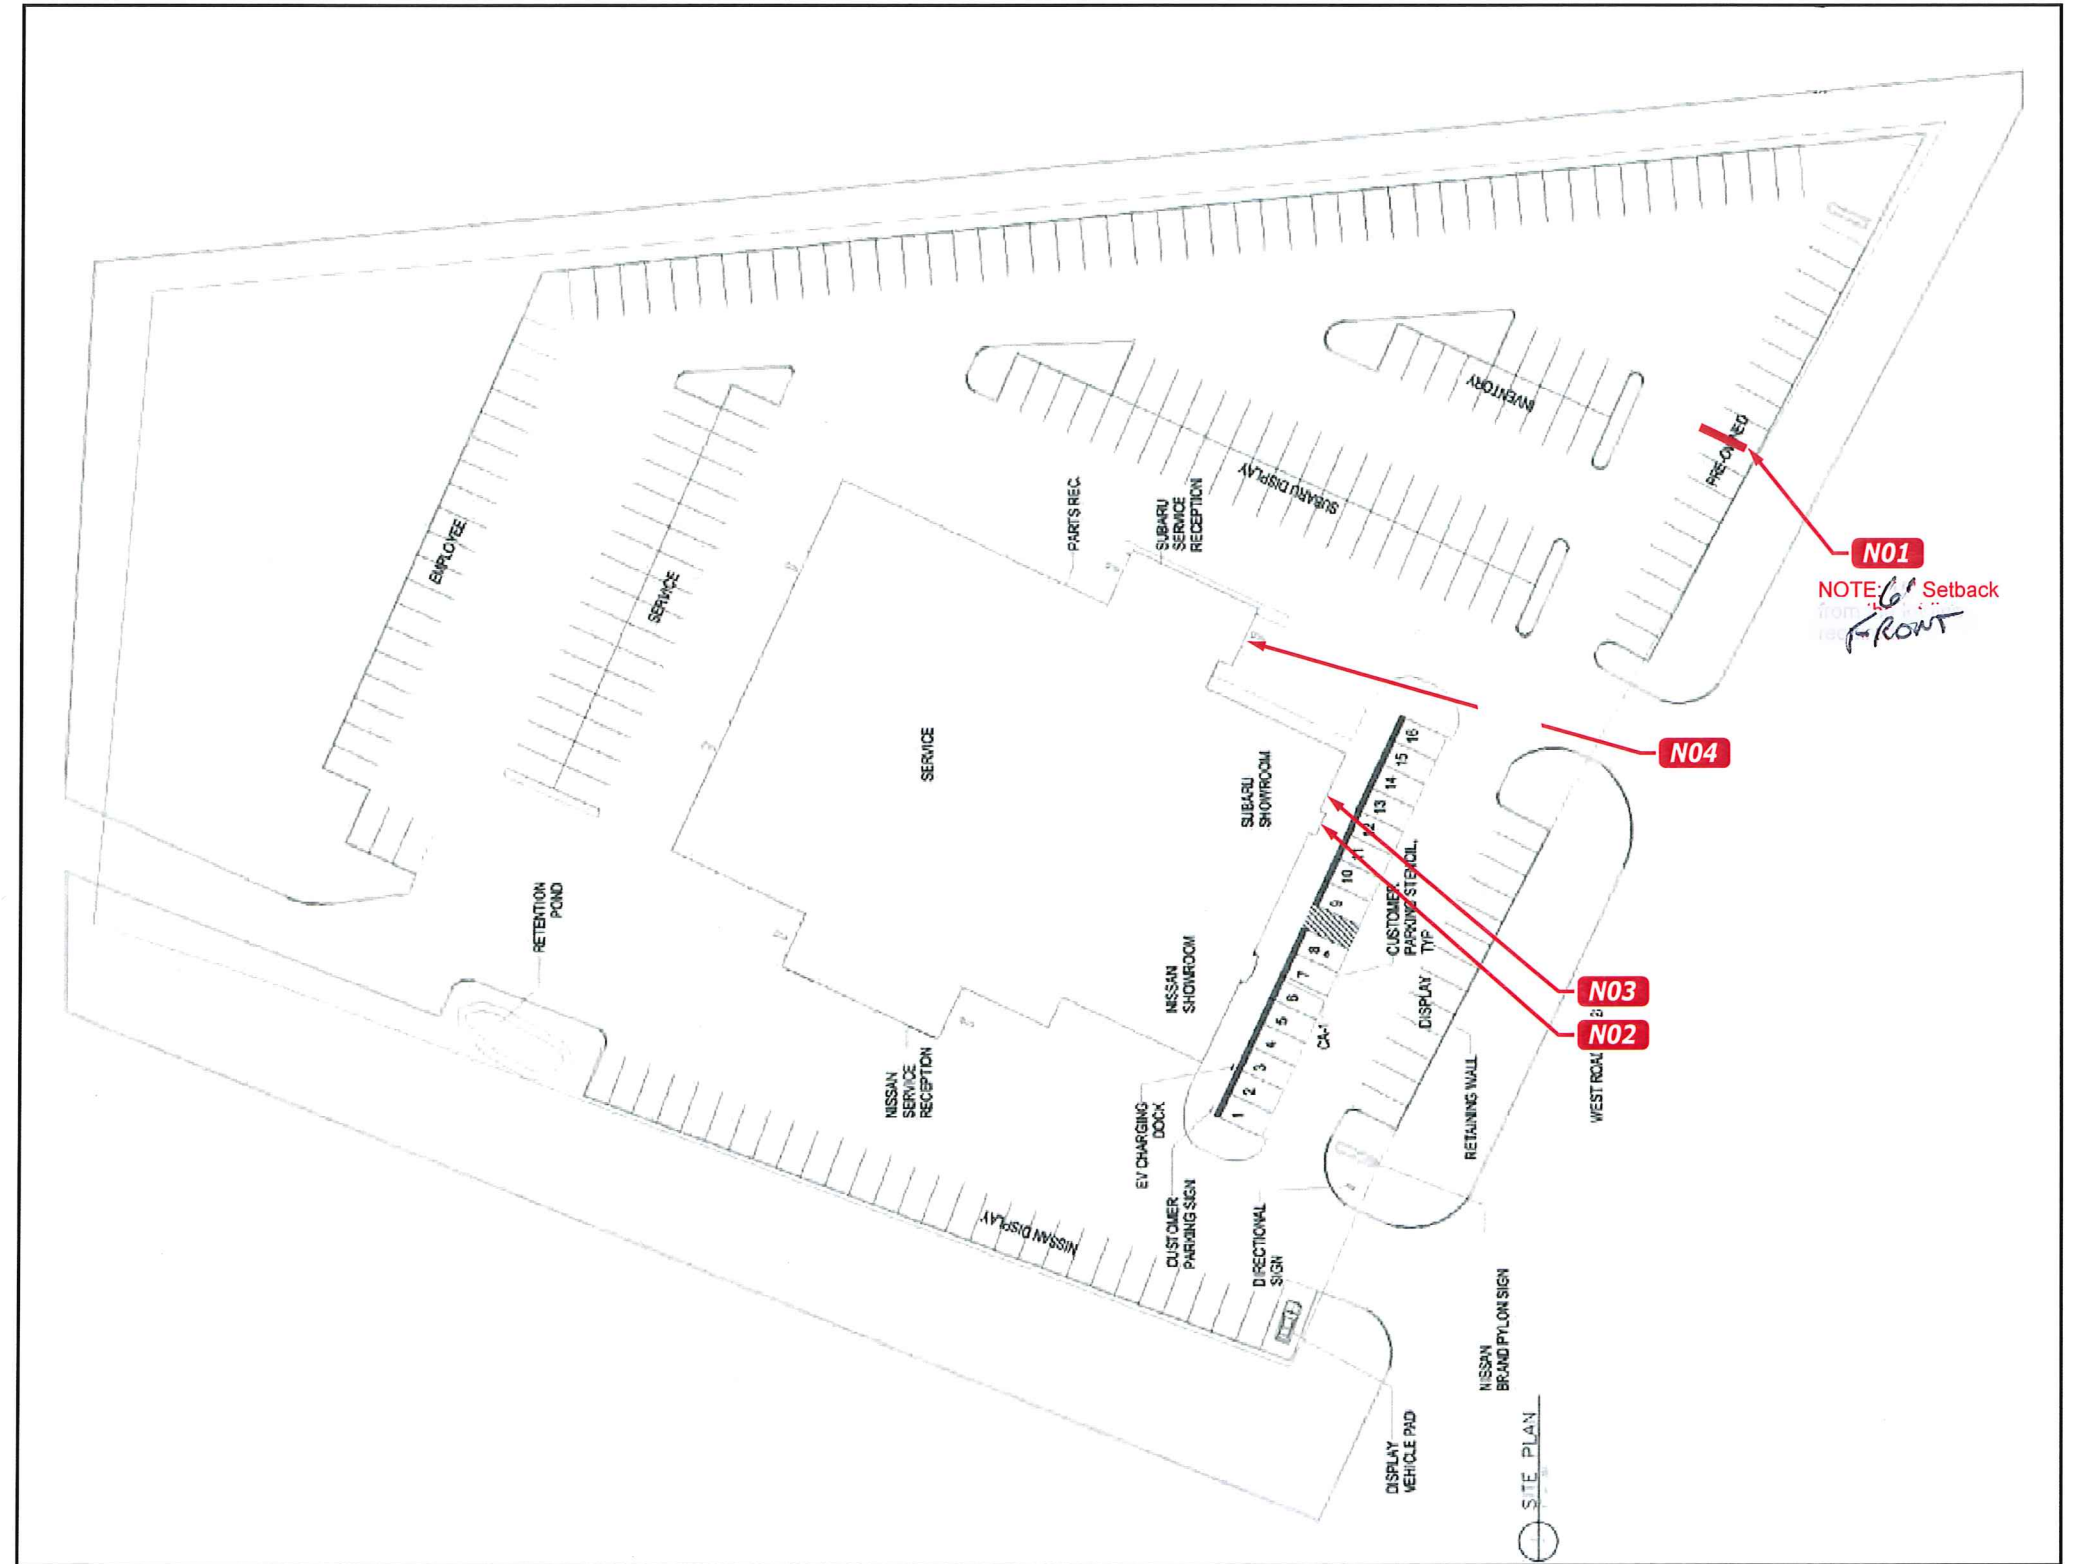 EMPLOYEE
SERVICE
PARTS REC.
SUBARU
SERVICE
RECEPTION
SUBARU DISPLAY
INVENTORY
PRE-OWNED
N01
NOTE: 6' Setback
FRONT
N04
SERVICE
SUBARU
SHOWROOM
16
15
14
13
12
11
10
9
8
7
6
5
4
3
2
1
RETENTION
POND
NISSAN
SHOWROOM
CUSTOMER
PARKING STENCIL,
TYP
DISPLAY
CA-1
N03
N02
WEST ROAD
RETAINING WALL
NISSAN
SERVICE
RECEPTION
EV CHARGING
DOCK
CUSTOMER
PARKING SIGN
DIRECTIONAL
SIGN
NISSAN DISPLAY
NISSAN
BRAND PYLON SIGN
DISPLAY
VEHICLE PAD
SITE PLAN